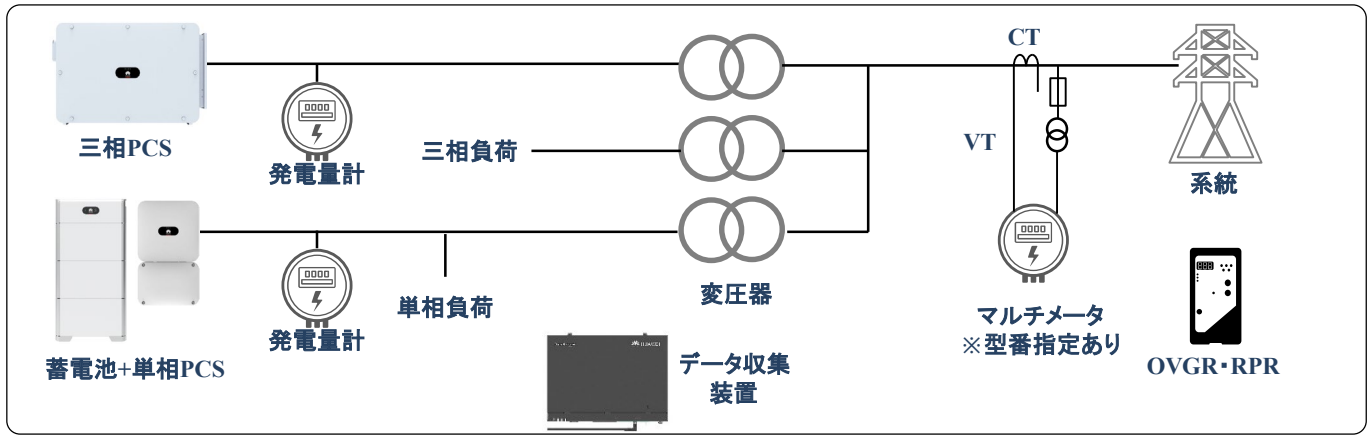 CT
三相PCS
発電量計
三相負荷
VT
系統
単相負荷
変圧器
発電量計
マルチメータ
※型番指定あり
蓄電池+単相PCS
データ収集
装置
OVGR・RPR